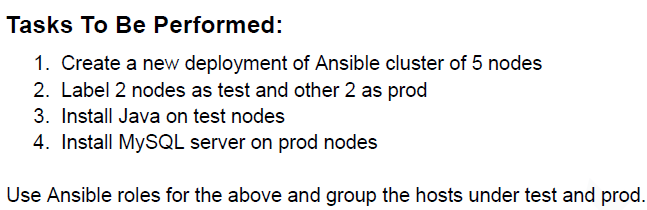 Tasks To Be Performed:
1. Create a new deployment of Ansible cluster of 5 nodes
2. Label 2 nodes as test and other 2 as prod
3. Install Java on test nodes
4. Install MySQL server on prod nodes
Use Ansible roles for the above and group the hosts under test and prod.